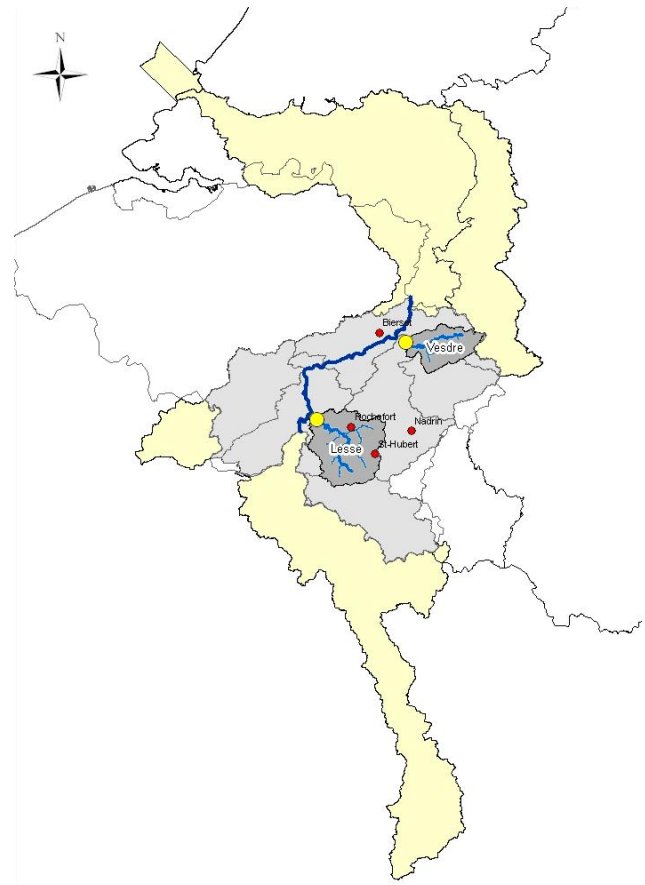 N
Bierset
Vesdre
Rochefort
Nadrin
St-Hubert
Lesse